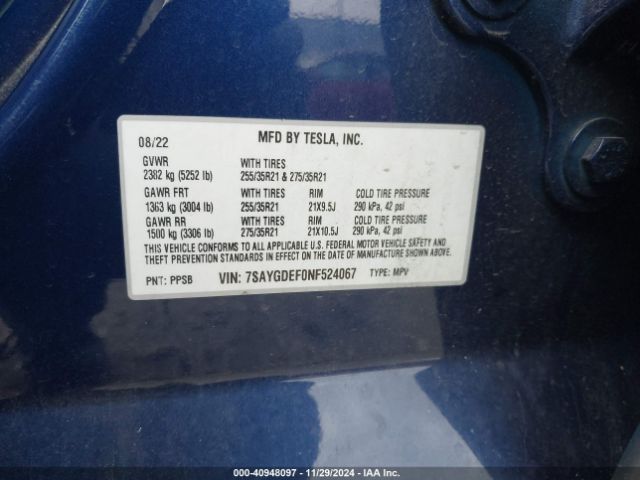 08/22 MFD BY TESLA, INC.
GVWR WITH TIRES
2382 kg (5252 lb) 255/35R21 & 275/35R21
GAWR FRT WITH TIRES RIM COLD TIRE PRESSURE
1363 kg (3004 lb) 255/35R21 21X9.5J 290 kPa, 42 psi
GAWR RR WITH TIRES RIM COLD TIRE PRESSURE
1500 kg (3306 lb) 275/35R21 21X10.5J 290 kPa, 42 psi
THIS VEHICLE CONFORMS TO ALL APPLICABLE U.S. FEDERAL MOTOR VEHICLE SAFETY AND
THEFT PREVENTION STANDARDS IN EFFECT ON THE DATE OF MANUFACTURE SHOWN ABOVE.
PNT: PPSB VIN: 7SAYGDEF0NF524067 TYPE: MPV
000-40948097 - 11/29/2024 - IAA Inc.